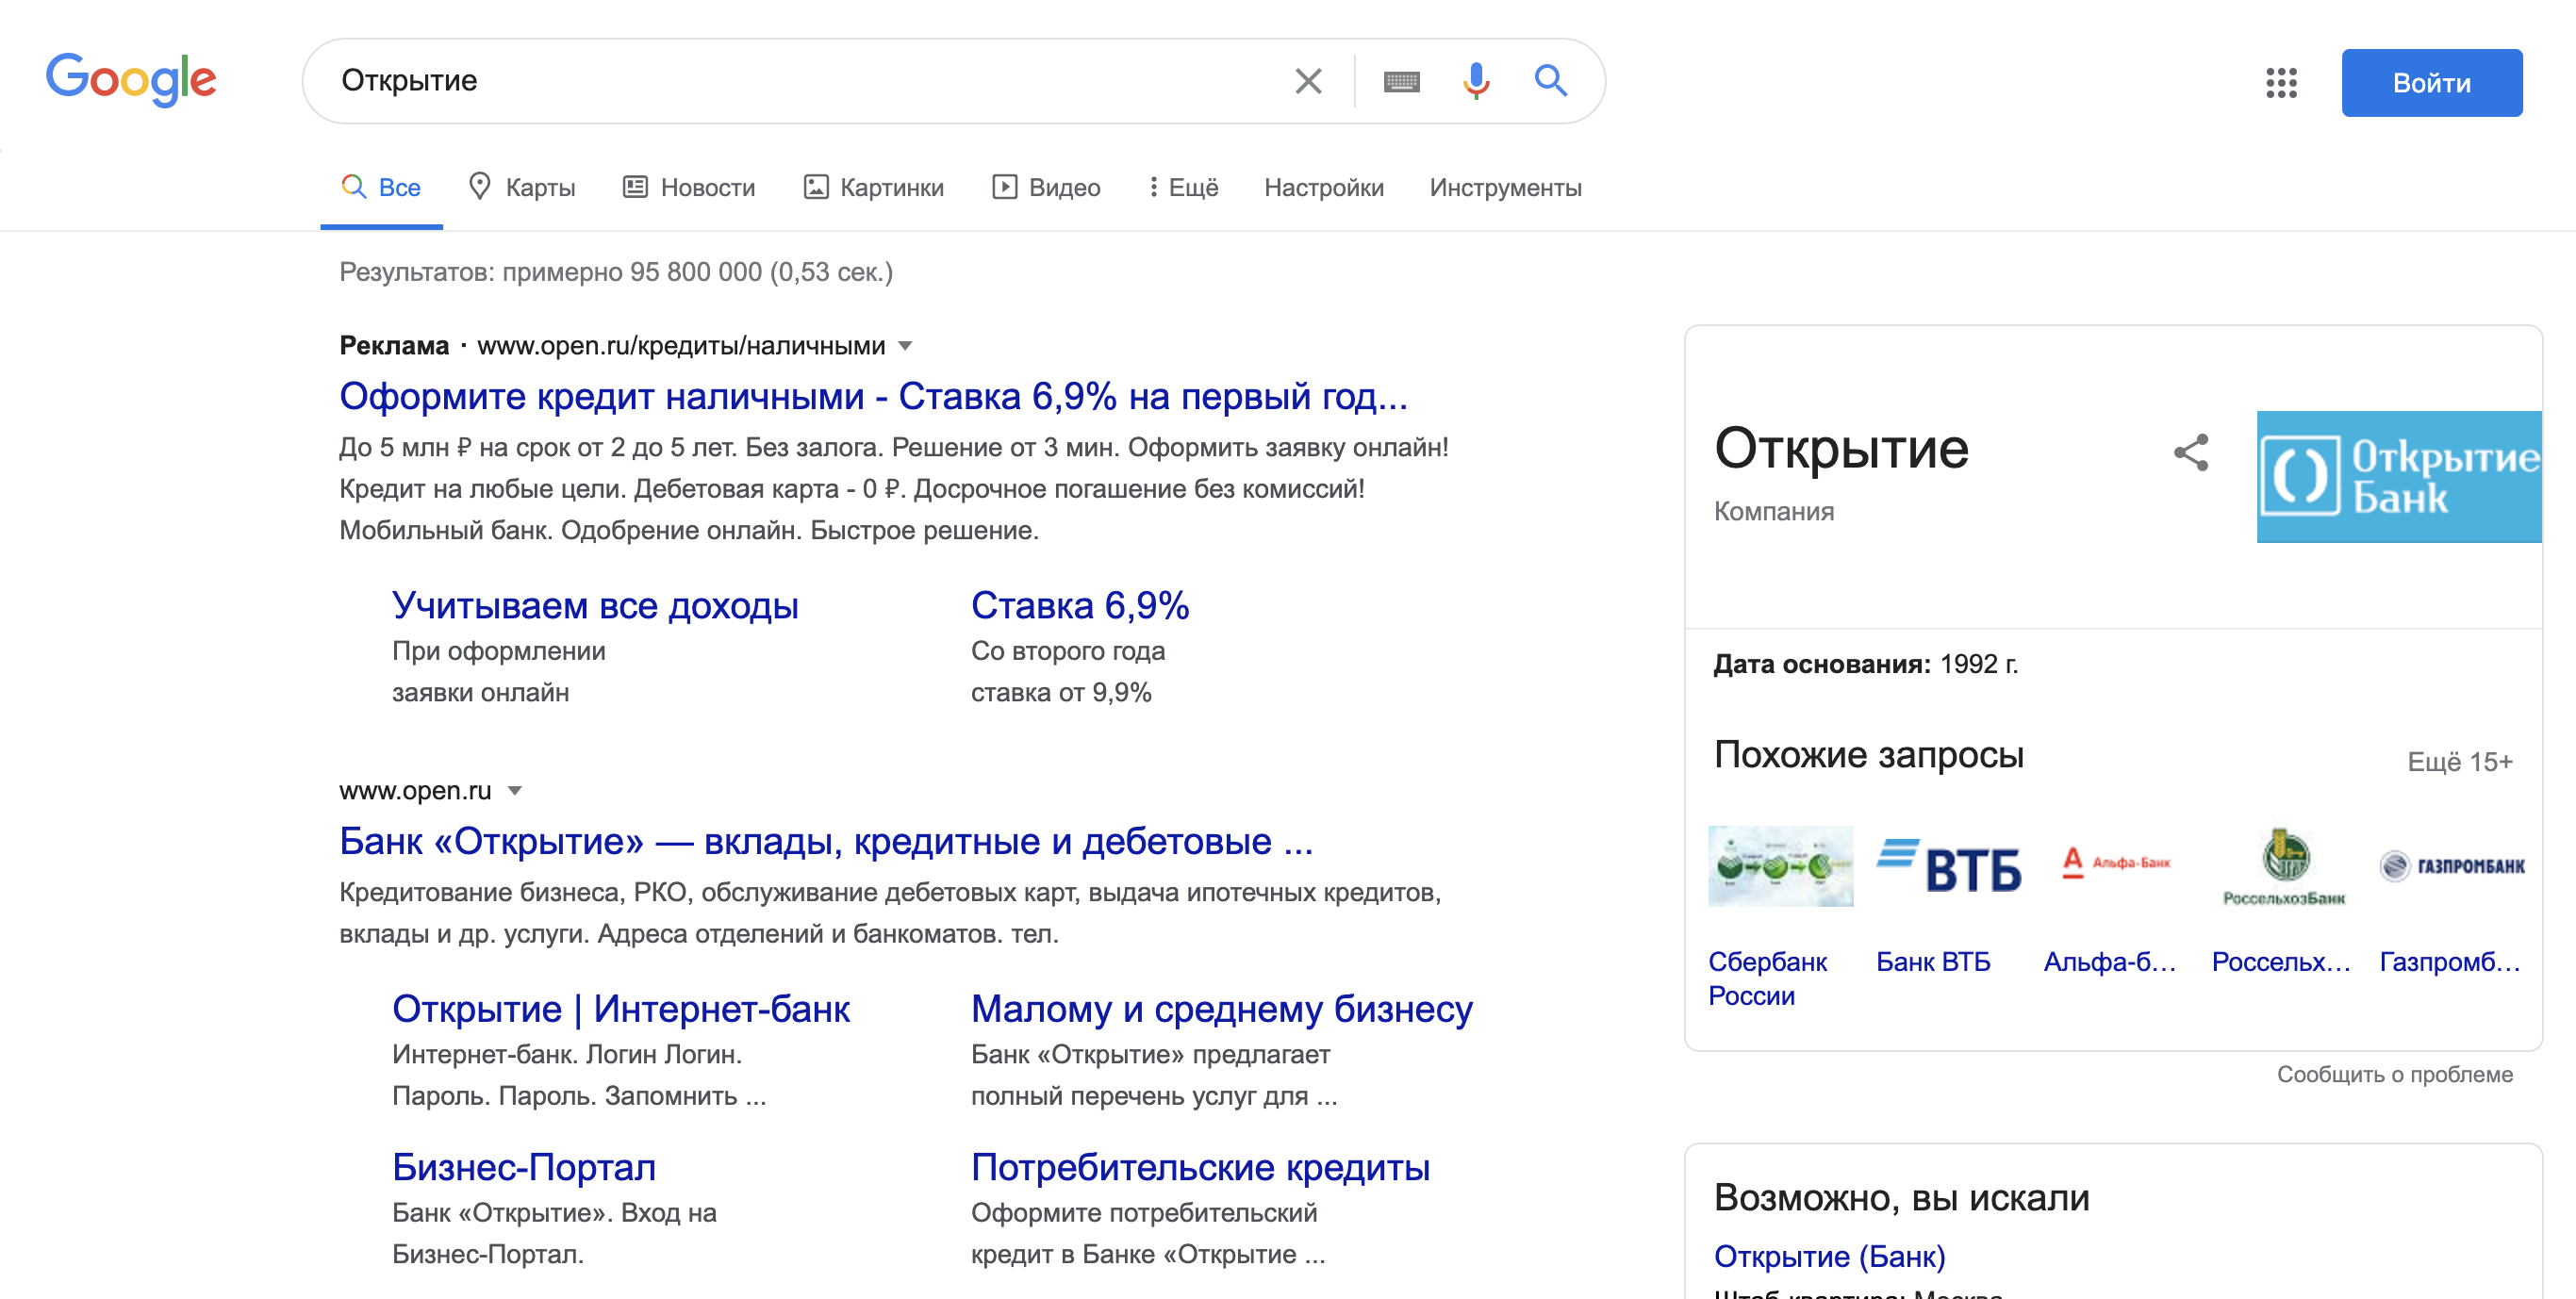 Google
Открытие
Войти
Все
Карты
Новости
Картинки
Видео
Ещё
Настройки
Инструменты
Результатов: примерно 95 800 000 (0,53 сек.)
Реклама · www.open.ru/кредиты/наличными
Оформите кредит наличными - Ставка 6,9% на первый год...
До 5 млн ₽ на срок от 2 до 5 лет. Без залога. Решение от 3 мин. Оформить заявку онлайн!
Кредит на любые цели. Дебетовая карта - 0 ₽. Досрочное погашение без комиссий!
Мобильный банк. Одобрение онлайн. Быстрое решение.
Учитываем все доходы
При оформлении
заявки онлайн
Ставка 6,9%
Со второго года
ставка от 9,9%
www.open.ru
Банк «Открытие» — вклады, кредитные и дебетовые ...
Кредитование бизнеса, РКО, обслуживание дебетовых карт, выдача ипотечных кредитов,
вклады и др. услуги. Адреса отделений и банкоматов. тел.
Открытие | Интернет-банк
Интернет-банк. Логин Логин.
Пароль. Пароль. Запомнить ...
Малому и среднему бизнесу
Банк «Открытие» предлагает
полный перечень услуг для ...
Бизнес-Портал
Банк «Открытие». Вход на
Бизнес-Портал.
Потребительские кредиты
Оформите потребительский
кредит в Банке «Открытие ...
Открытие
Компания
Открытие
Банк
Дата основания: 1992 г.
Похожие запросы
Ещё 15+
ВТБ
Альфа-Банк
РоссельхозБанк
ГАЗПРОМБАНК
Сбербанк
России
Банк ВТБ
Альфа-б...
Россельх...
Газпромб...
Сообщить о проблеме
Возможно, вы искали
Открытие (Банк)
Штаб-квартира: Москва